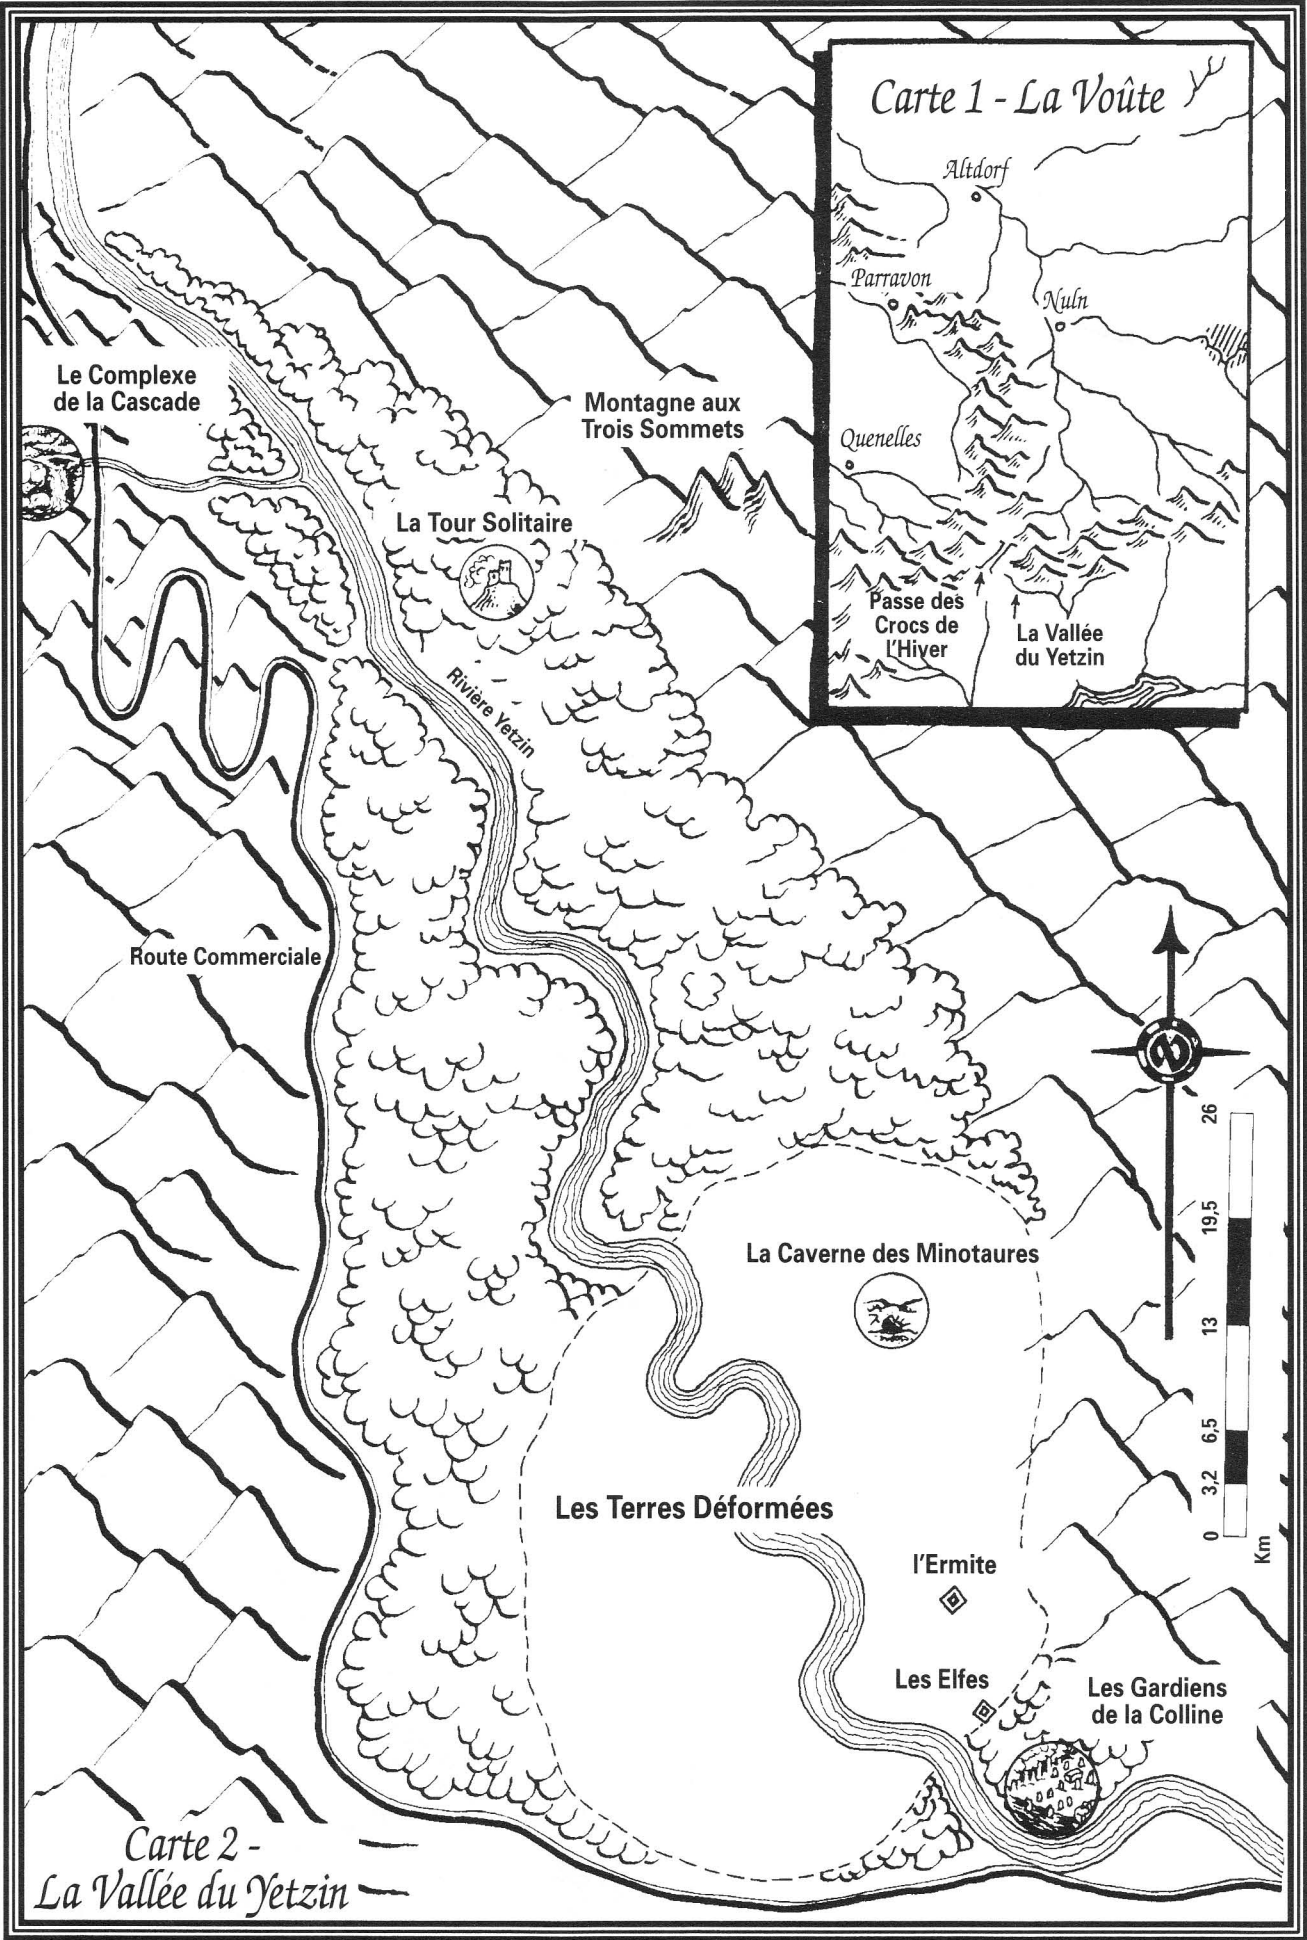 Carte 1 - La Voûte
Altdorf
Parravon
Nuln
Quenelles
Passe des
Crocs de
l'Hiver
La Vallée
du Yetzin
Le Complexe
de la Cascade
Montagne aux
Trois Sommets
La Tour Solitaire
Rivière Yetzin
Route Commerciale
La Caverne des Minotaures
Les Terres Déformées
l'Ermite
Les Elfes
Les Gardiens
de la Colline
26
19,5
13
6,5
3,2
0
Km
Carte 2 -
La Vallée du Yetzin